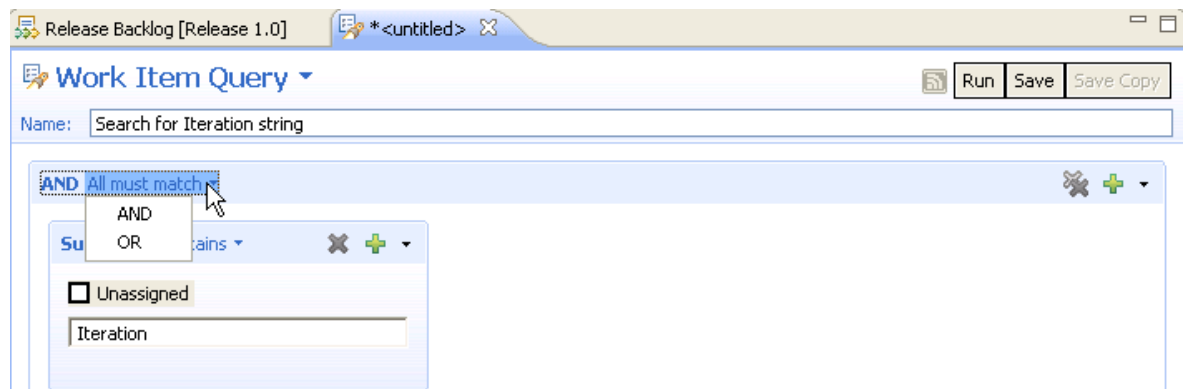 Release Backlog [Release 1.0] *<untitled>
Work Item Query Run Save Save Copy
Name: Search for Iteration string
AND All must match
AND
Su OR tains
Unassigned
Iteration